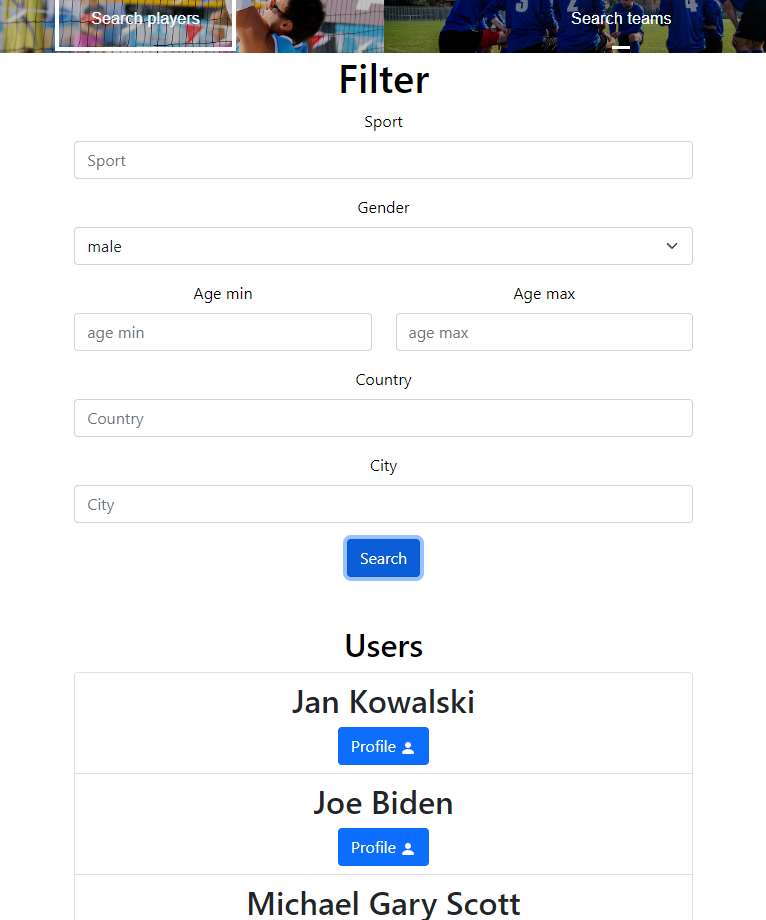 Search players
Search teams
Filter
Sport
Sport
Gender
male
Age min
Age max
age min
age max
Country
Country
City
City
Search
Users
Jan Kowalski
Profile
Joe Biden
Profile
Michael Gary Scott